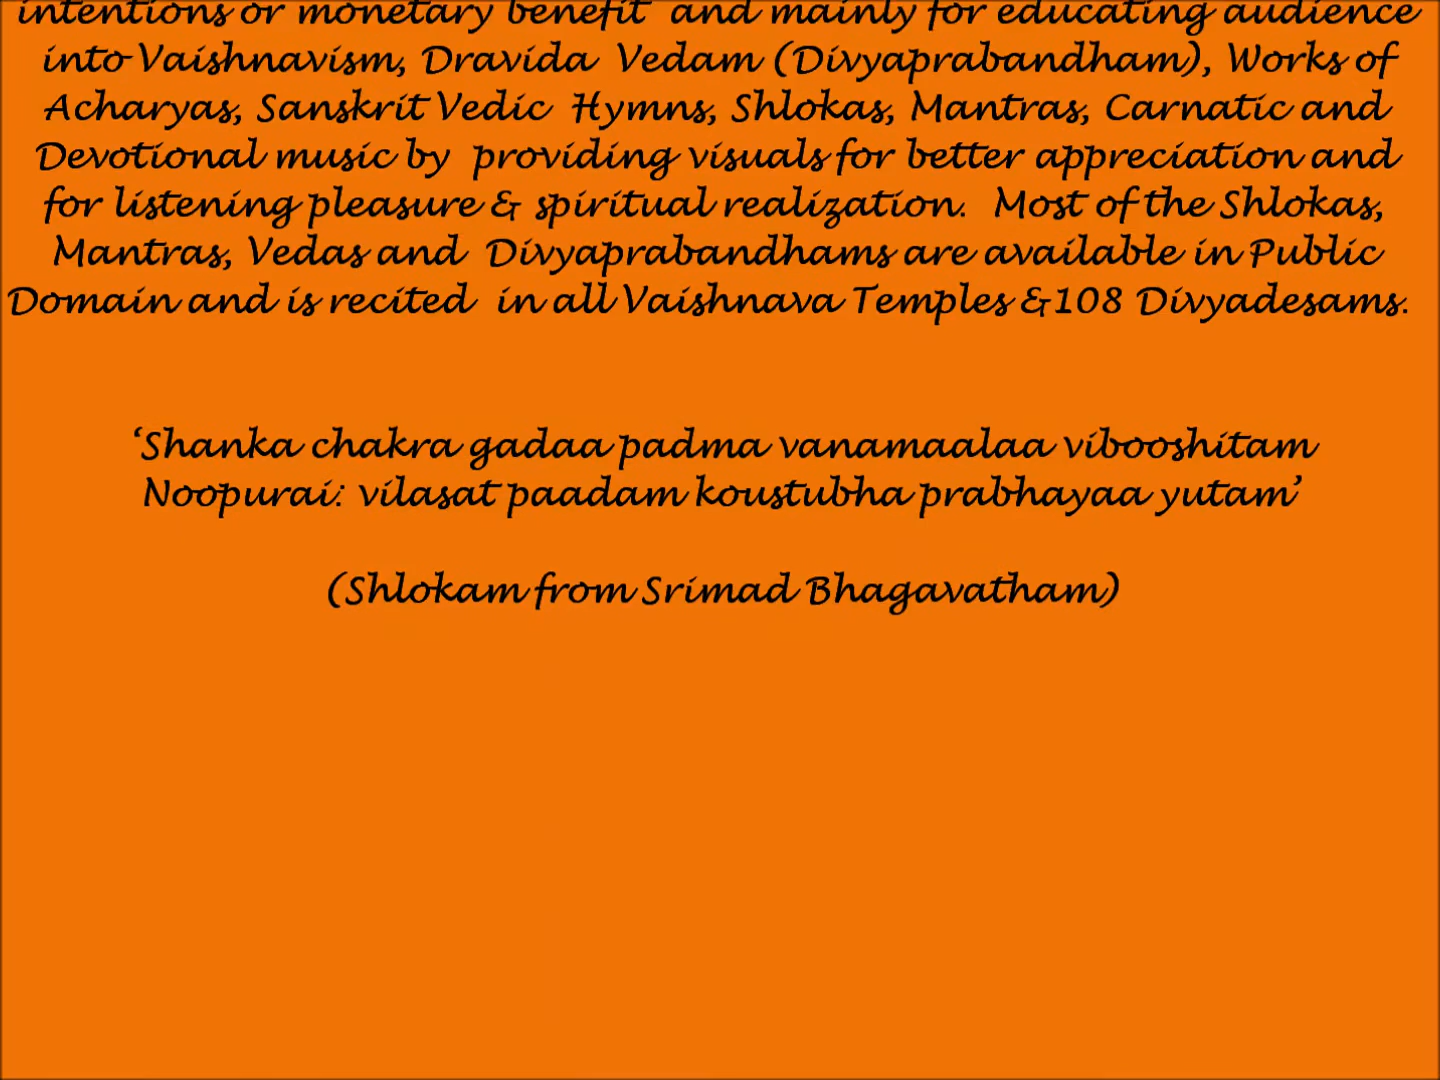 intentions or monetary benefit and mainly for educating audience
into Vaishnavism, Dravida Vedam (Divyaprabandham), Works of
Acharyas, Sanskrit Vedic Hymns, Shlokas, Mantras, Carnatic and
Devotional music by providing visuals for better appreciation and
for listening pleasure & spiritual realization. Most of the Shlokas,
Mantras, Vedas and Divyaprabandhams are available in Public
Domain and is recited in all Vaishnava Temples &108 Divyadesams.
‘Shanka chakra gadaa padma vanamaalaa vibooshitam
Noopurai: vilasat paadam koustubha prabhayaa yutam’
(Shlokam from Srimad Bhagavatham)